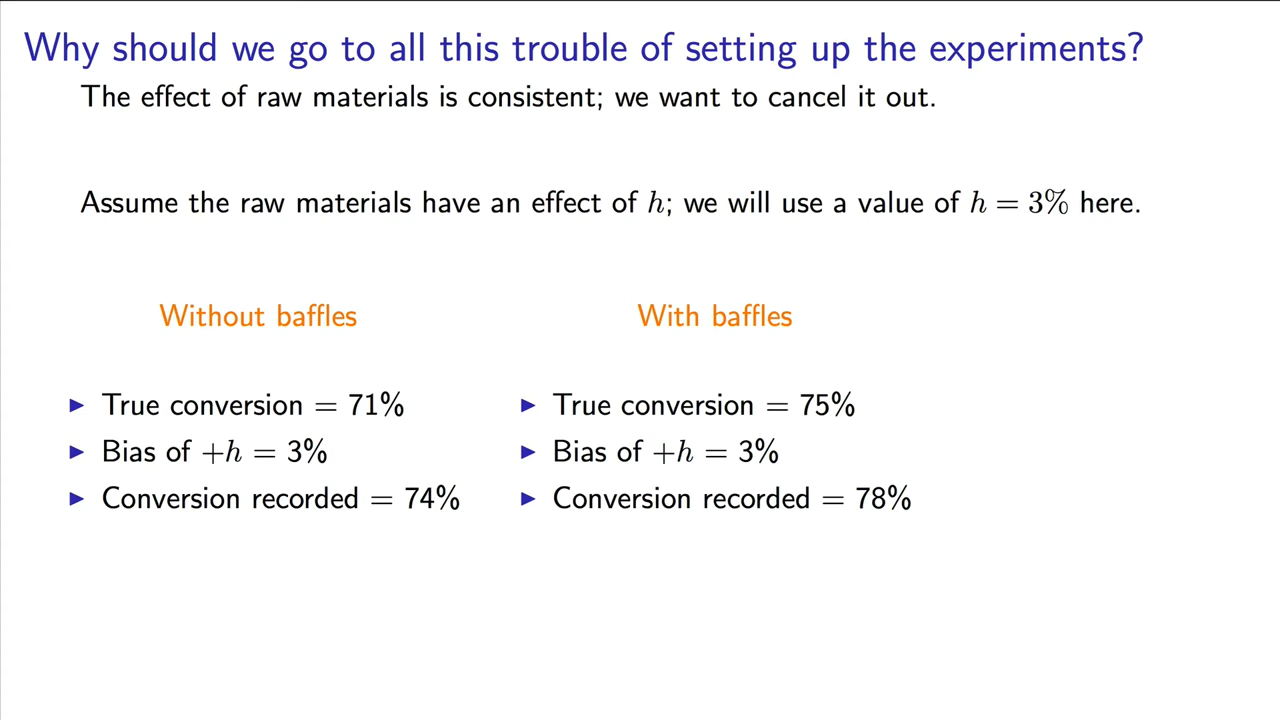 Why should we go to all this trouble of setting up the experiments?
The effect of raw materials is consistent; we want to cancel it out.
Assume the raw materials have an effect of h; we will use a value of h = 3% here.
Without baffles
▶ True conversion = 71%
▶ Bias of +h = 3%
▶ Conversion recorded = 74%
With baffles
▶ True conversion = 75%
▶ Bias of +h = 3%
▶ Conversion recorded = 78%